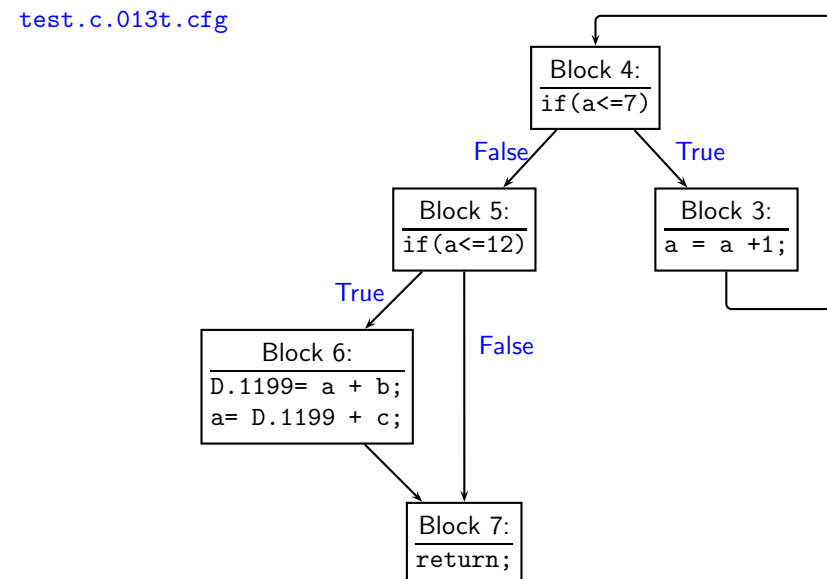 test.c.013t.cfg
Block 4:
if(a<=7)
False
True
Block 5:
if(a<=12)
Block 3:
a = a +1;
True
False
Block 6:
D.1199= a + b;
a= D.1199 + c;
Block 7:
return;